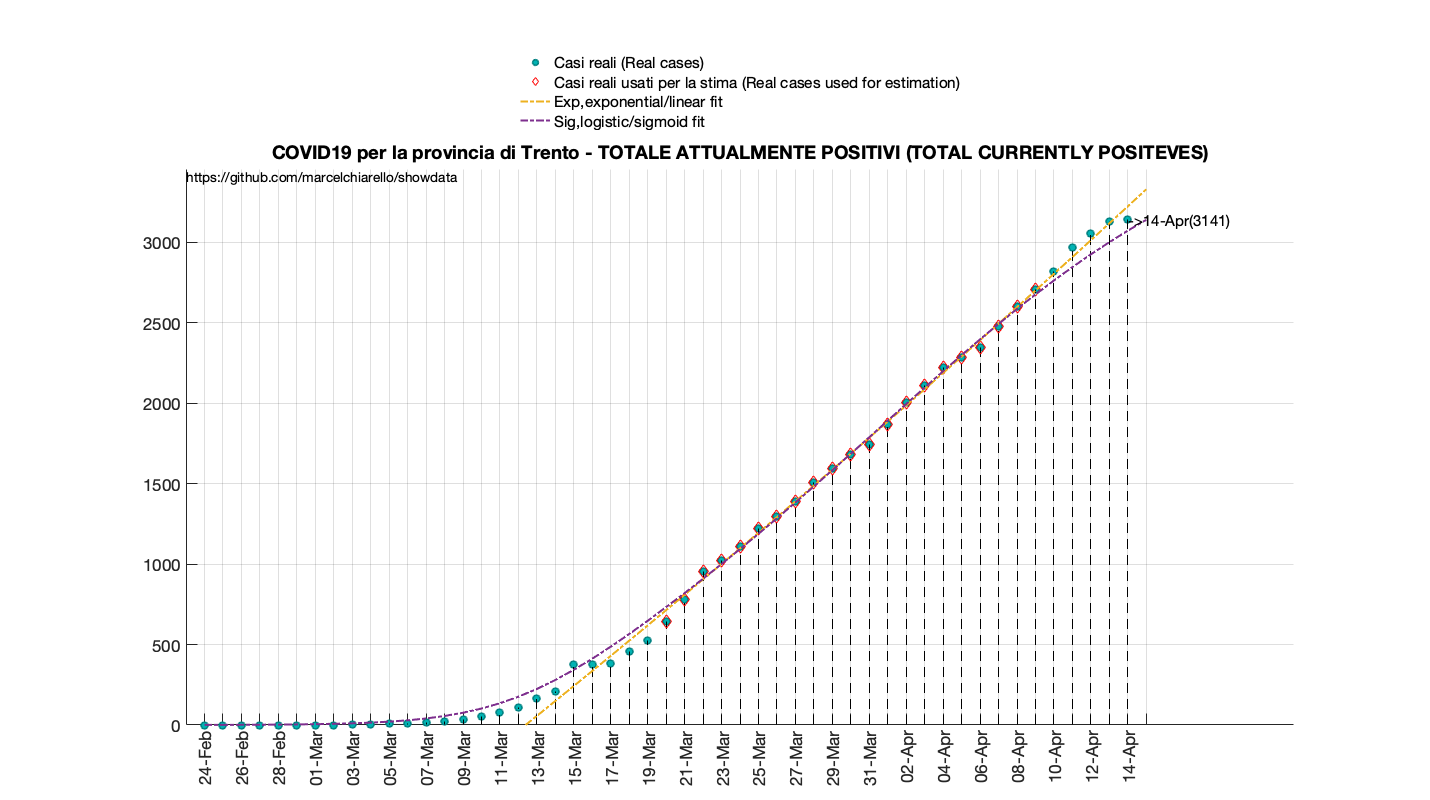 Casi reali (Real cases)
Casi reali usati per la stima (Real cases used for estimation)
Exp,exponential/linear fit
Sig,logistic/sigmoid fit
COVID19 per la provincia di Trento - TOTALE ATTUALMENTE POSITIVI (TOTAL CURRENTLY POSITEVES)
https://github.com/marcelchiarello/showdata
->14-Apr(3141)
3000
2500
2000
1500
1000
500
0
24-Feb
26-Feb
28-Feb
01-Mar
03-Mar
05-Mar
07-Mar
09-Mar
11-Mar
13-Mar
15-Mar
17-Mar
19-Mar
21-Mar
23-Mar
25-Mar
27-Mar
29-Mar
31-Mar
02-Apr
04-Apr
06-Apr
08-Apr
10-Apr
12-Apr
14-Apr